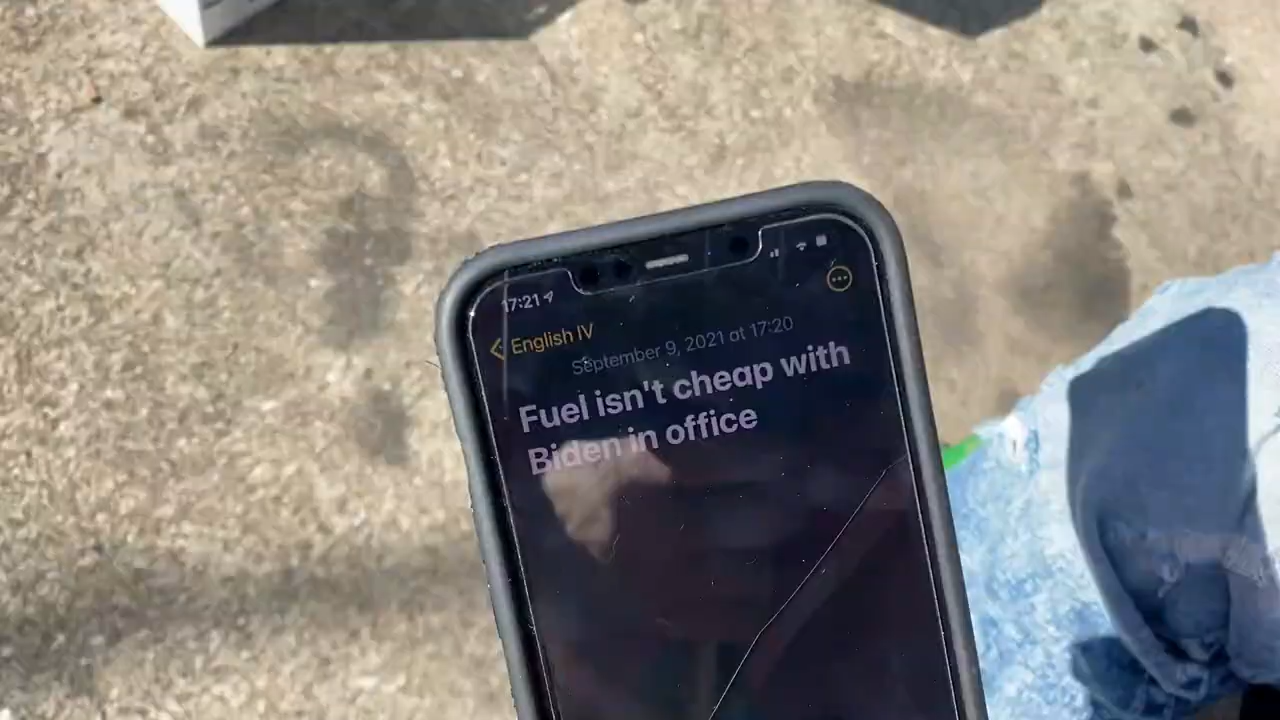 17:21
English IV
September 9, 2021 at 17:20
Fuel isn't cheap with
Biden in office